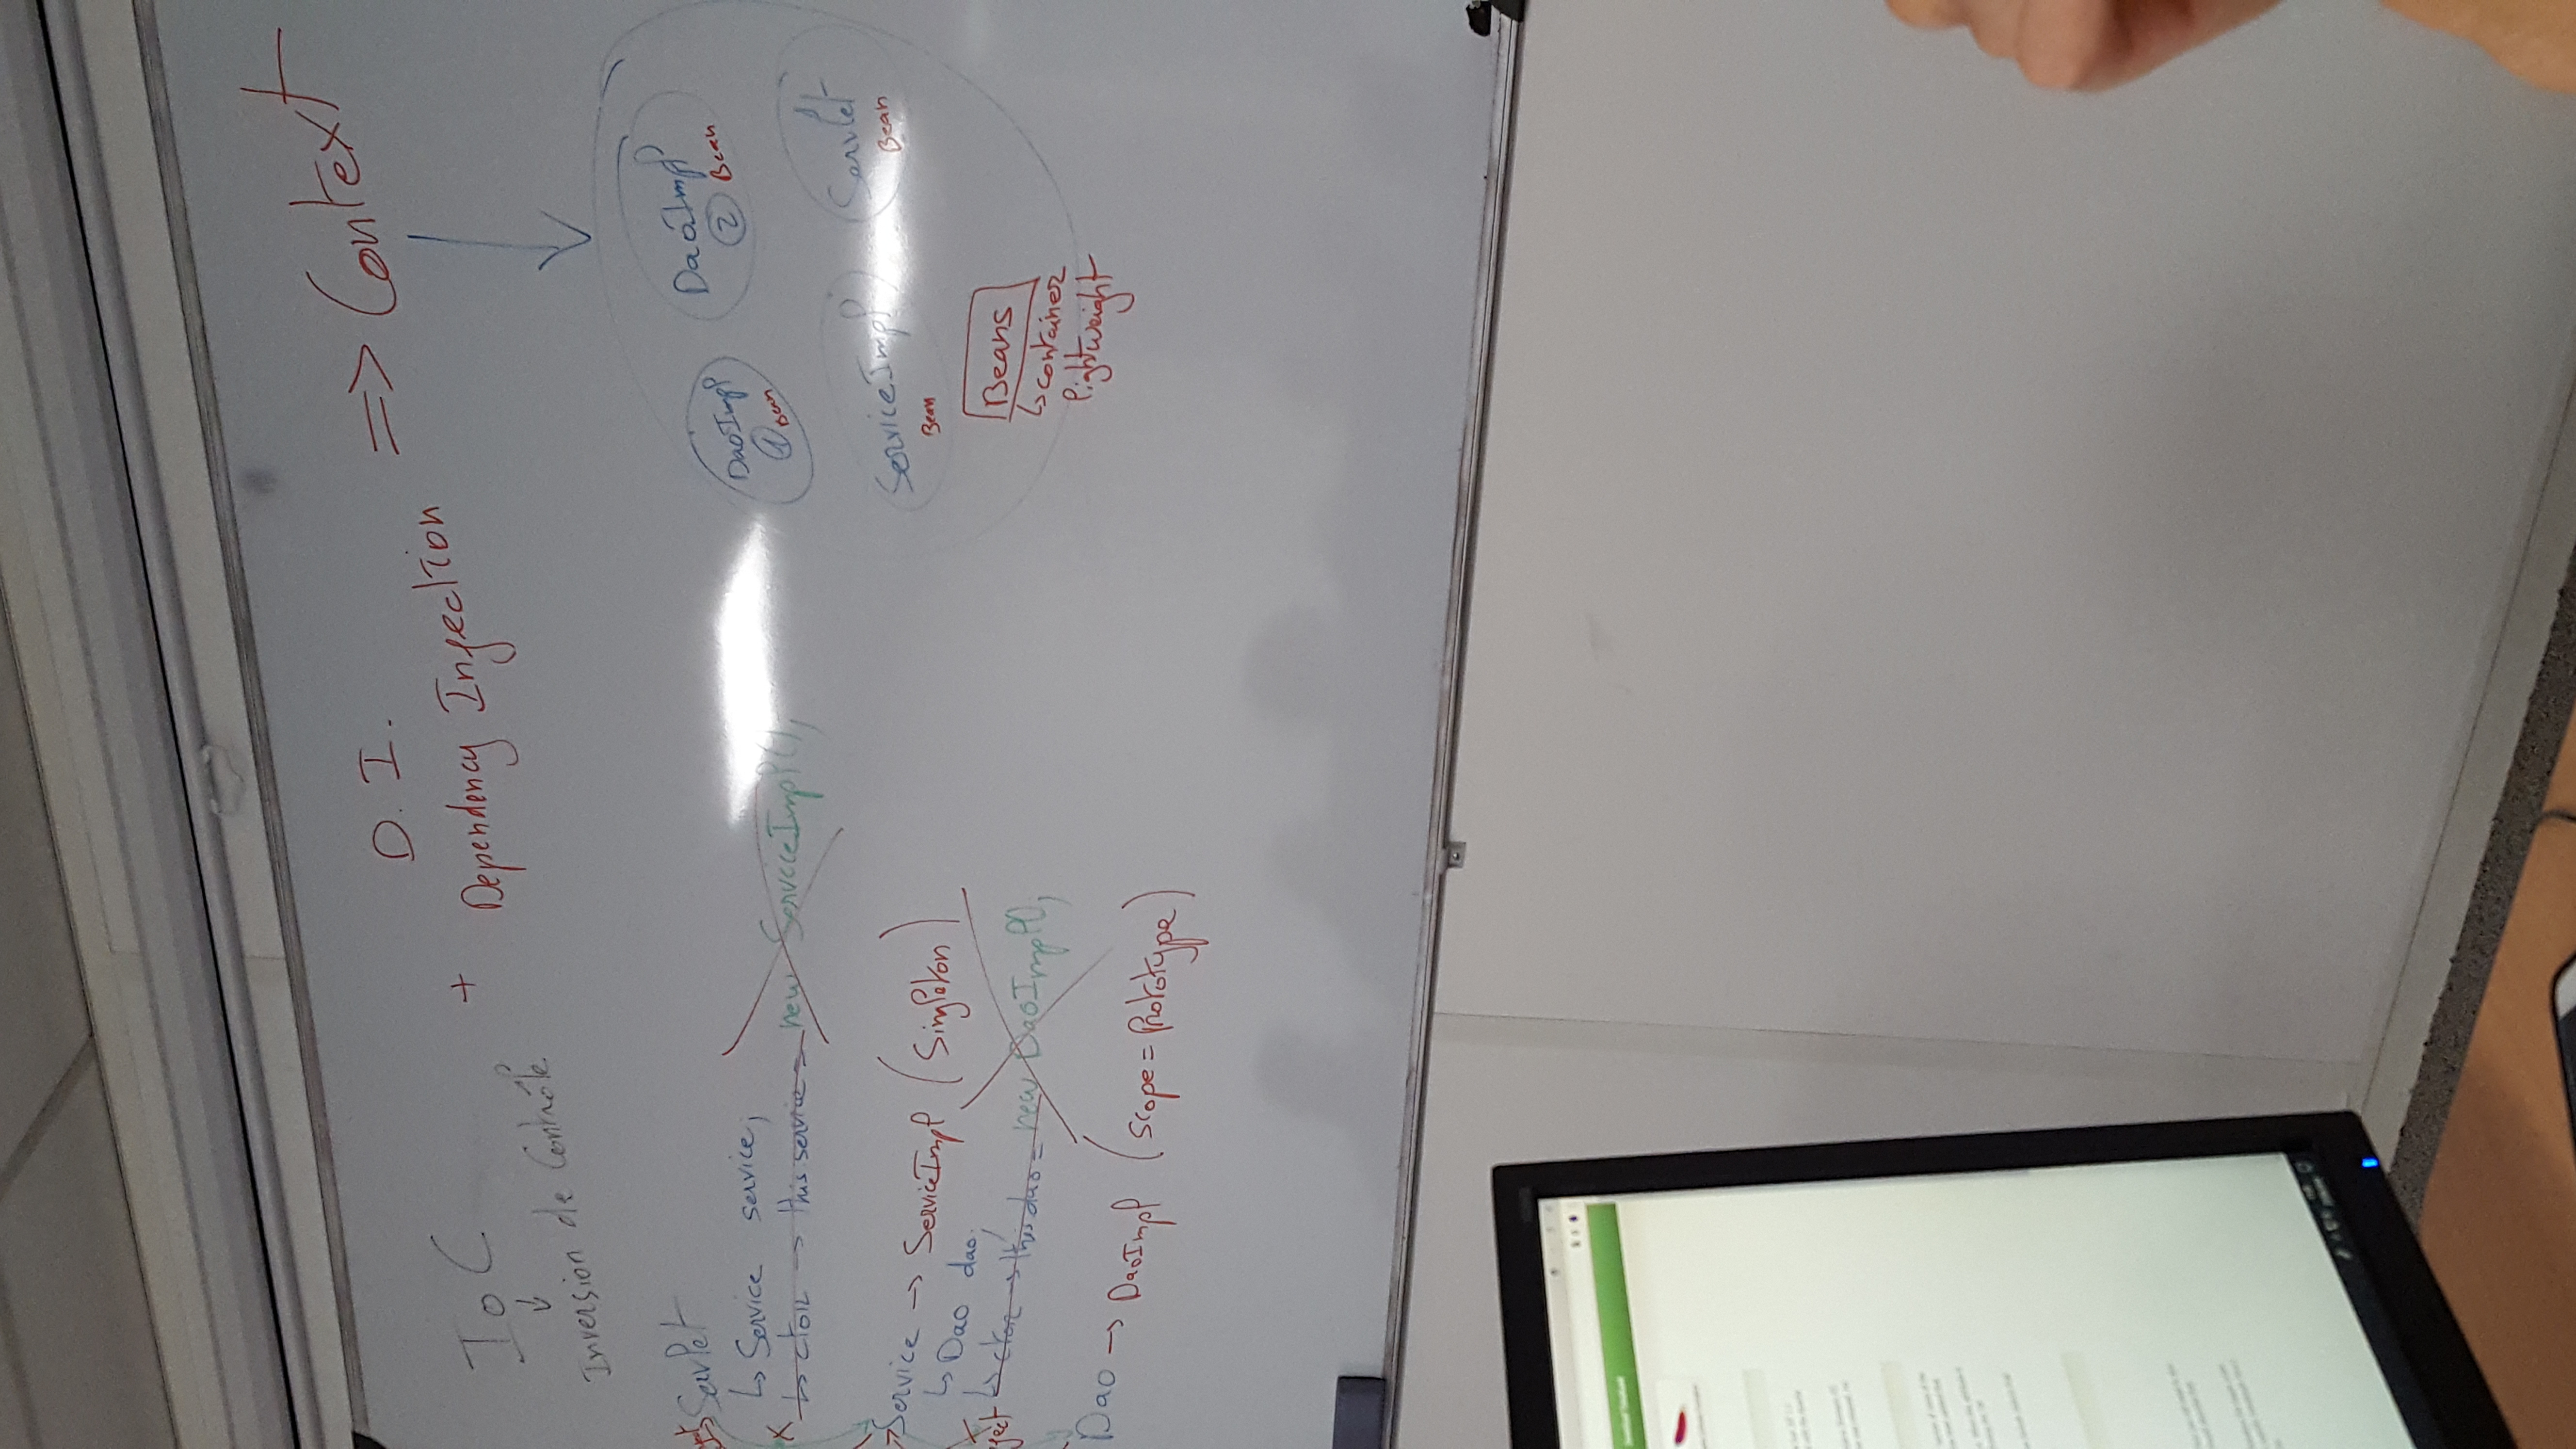 IoC
↓
Inversion de Contrôle
+
D. I.
Dependency Injection
=> Context
Servlet
↳ Service service;
↳ ctor → this service = new ServiceImpl();
Service → ServiceImpl (Singleton)
↳ Dao dao;
↳ ctor → this dao = new DaoImpl();
Dao → DaoImpl (scope = Prototype)
DaoImpl
1 Bean
DaoImpl
2 Bean
ServiceImpl
Bean
Servlet
Bean
Beans
↳ container
lightweight